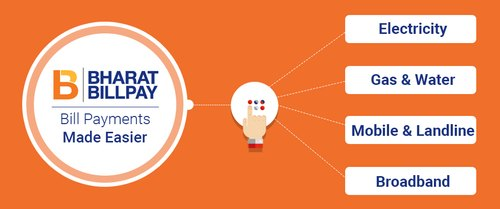 BHARAT
BILLPAY
Bill Payments
Made Easier
Electricity
Gas & Water
Mobile & Landline
Broadband